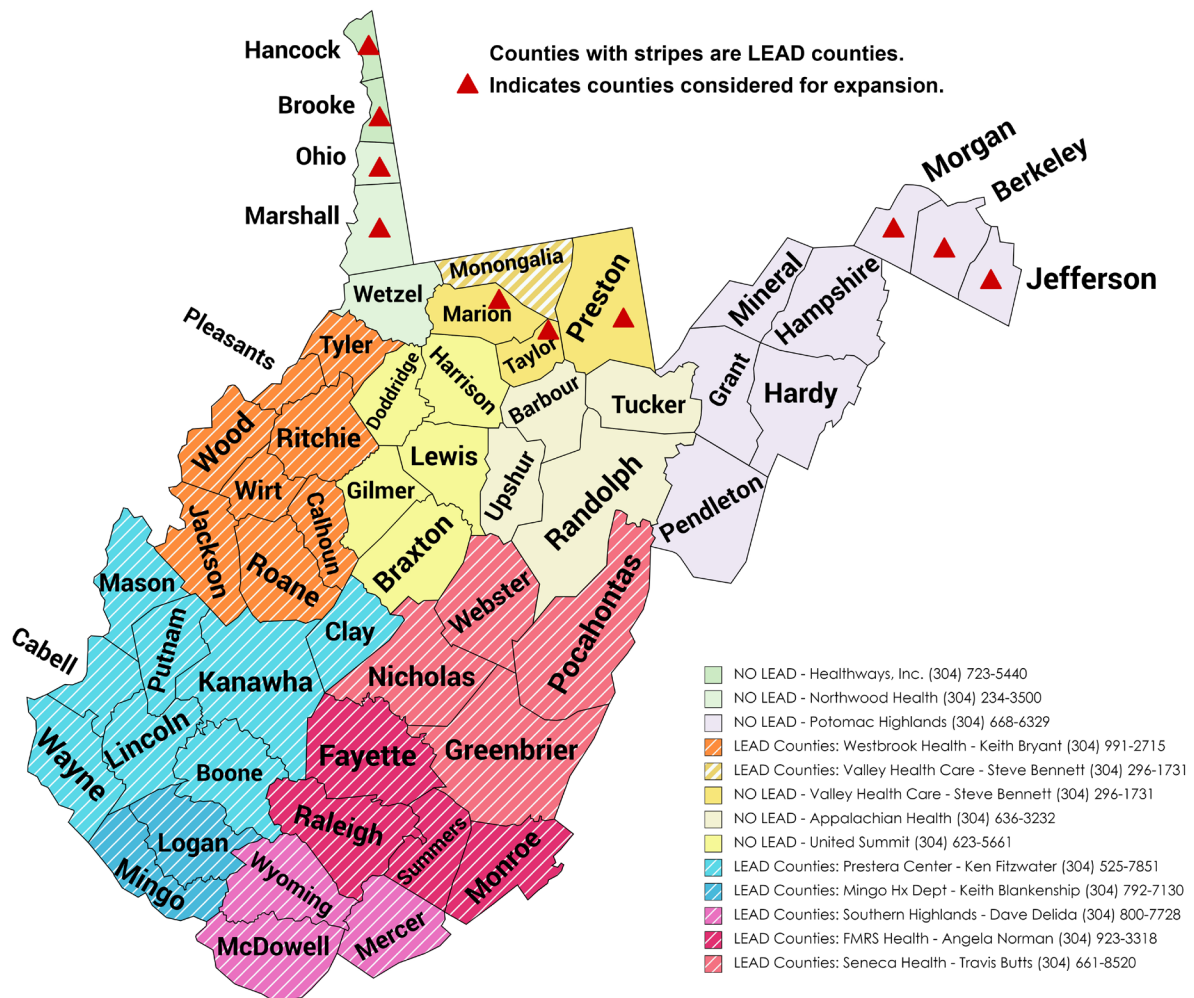 Hancock
Counties with stripes are LEAD counties.
Indicates counties considered for expansion.
Brooke
Ohio
Marshall
Morgan
Berkeley
Jefferson
Monongalia
Wetzel
Marion
Preston
Taylor
Mineral
Hampshire
Grant
Hardy
Pleasants
Tyler
Doddridge
Harrison
Barbour
Tucker
Wood
Ritchie
Lewis
Upshur
Randolph
Pendleton
Wirt
Gilmer
Calhoun
Jackson
Roane
Braxton
Webster
Pocahontas
Mason
Putnam
Clay
Cabell
Kanawha
Nicholas
Wayne
Lincoln
Boone
Fayette
Greenbrier
Logan
Mingo
Raleigh
Summers
Monroe
Wyoming
McDowell
Mercer
NO LEAD - Healthways, Inc. (304) 723-5440
NO LEAD - Northwood Health (304) 234-3500
NO LEAD - Potomac Highlands (304) 668-6329
LEAD Counties: Westbrook Health - Keith Bryant (304) 991-2715
LEAD Counties: Valley Health Care - Steve Bennett (304) 296-1731
NO LEAD - Valley Health Care - Steve Bennett (304) 296-1731
NO LEAD - Appalachian Health (304) 636-3232
NO LEAD - United Summit (304) 623-5661
LEAD Counties: Prestera Center - Ken Fitzwater (304) 525-7851
LEAD Counties: Mingo Hx Dept - Keith Blankenship (304) 792-7130
LEAD Counties: Southern Highlands - Dave Delida (304) 800-7728
LEAD Counties: FMRS Health - Angela Norman (304) 923-3318
LEAD Counties: Seneca Health - Travis Butts (304) 661-8520